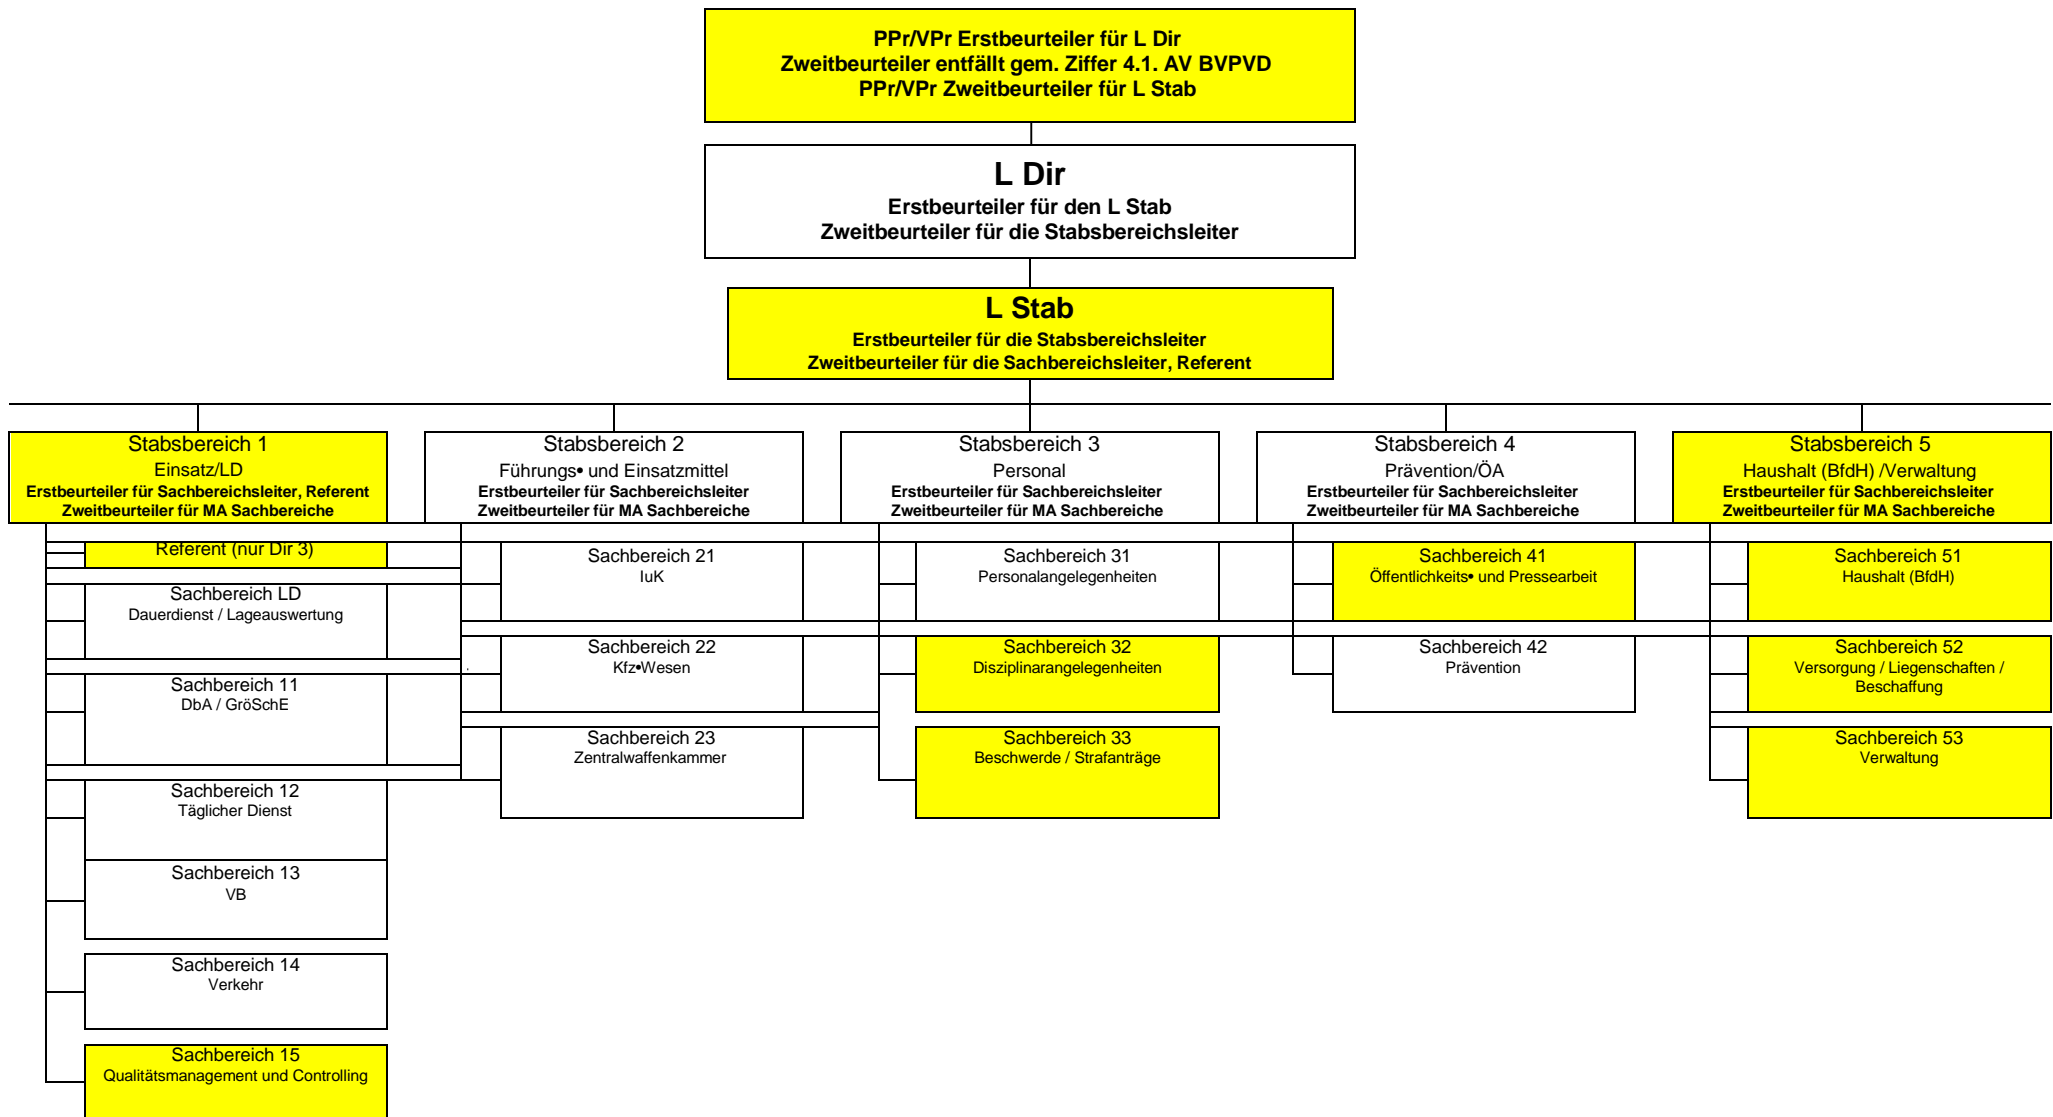 PPr/VPr Erstbeurteiler für L Dir
Zweitbeurteiler entfällt gem. Ziffer 4.1. AV BVPVD
PPr/VPr Zweitbeurteiler für L Stab
L Dir
Erstbeurteiler für den L Stab
Zweitbeurteiler für die Stabsbereichsleiter
L Stab
Erstbeurteiler für die Stabsbereichsleiter
Zweitbeurteiler für die Sachbereichsleiter, Referent
Stabsbereich 1
Einsatz/LD
Erstbeurteiler für Sachbereichsleiter, Referent
Zweitbeurteiler für MA Sachbereiche
Referent (nur Dir 3)
Sachbereich LD
Dauerdienst / Lageauswertung
Sachbereich 11
DbA / GröSchE
Sachbereich 12
Täglicher Dienst
Sachbereich 13
VB
Sachbereich 14
Verkehr
Sachbereich 15
Qualitätsmanagement und Controlling
Stabsbereich 2
Führungs• und Einsatzmittel
Erstbeurteiler für Sachbereichsleiter
Zweitbeurteiler für MA Sachbereiche
Sachbereich 21
IuK
Sachbereich 22
Kfz•Wesen
Sachbereich 23
Zentralwaffenkammer
Stabsbereich 3
Personal
Erstbeurteiler für Sachbereichsleiter
Zweitbeurteiler für MA Sachbereiche
Sachbereich 31
Personalangelegenheiten
Sachbereich 32
Disziplinarangelegenheiten
Sachbereich 33
Beschwerde / Strafanträge
Stabsbereich 4
Prävention/ÖA
Erstbeurteiler für Sachbereichsleiter
Zweitbeurteiler für MA Sachbereiche
Sachbereich 41
Öffentlichkeits• und Pressearbeit
Sachbereich 42
Prävention
Stabsbereich 5
Haushalt (BfdH) /Verwaltung
Erstbeurteiler für Sachbereichsleiter
Zweitbeurteiler für MA Sachbereiche
Sachbereich 51
Haushalt (BfdH)
Sachbereich 52
Versorgung / Liegenschaften /
Beschaffung
Sachbereich 53
Verwaltung